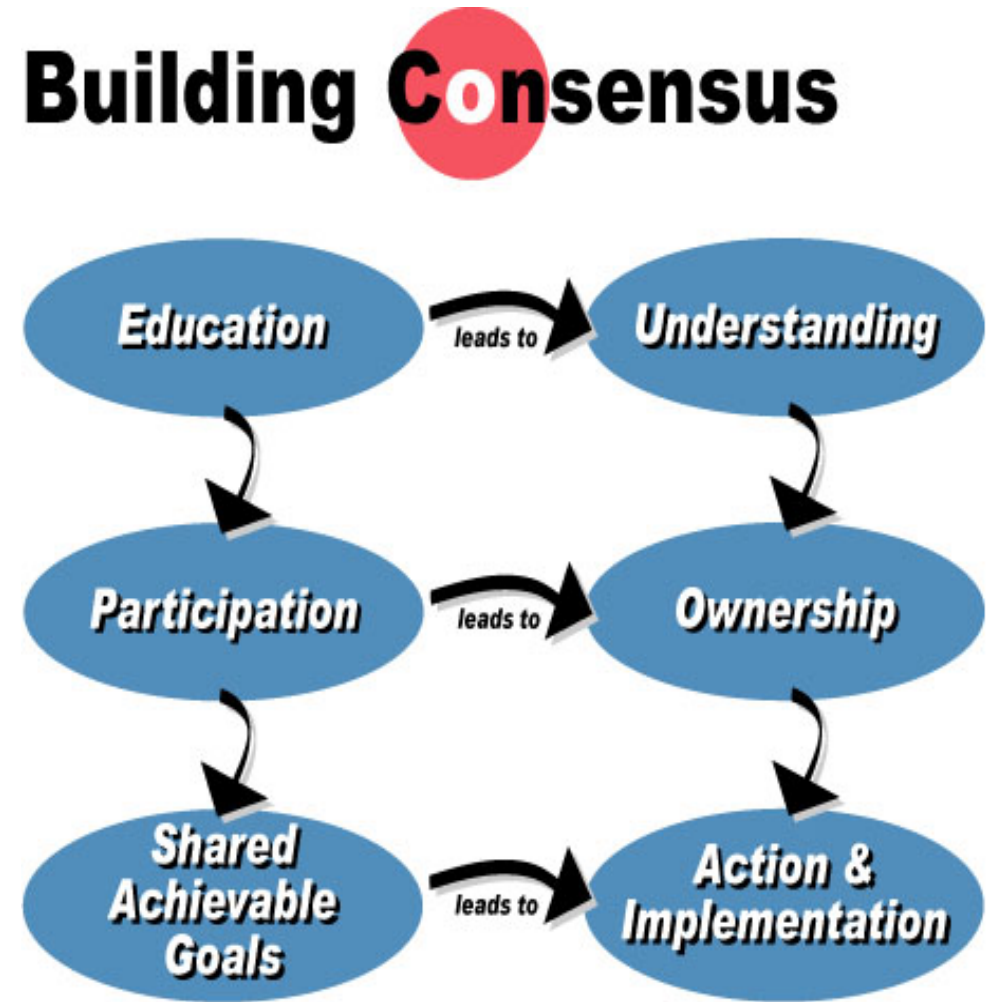 Building Consensus
Education
leads to
Understanding
Participation
leads to
Ownership
Shared
Achievable
Goals
leads to
Action &
Implementation